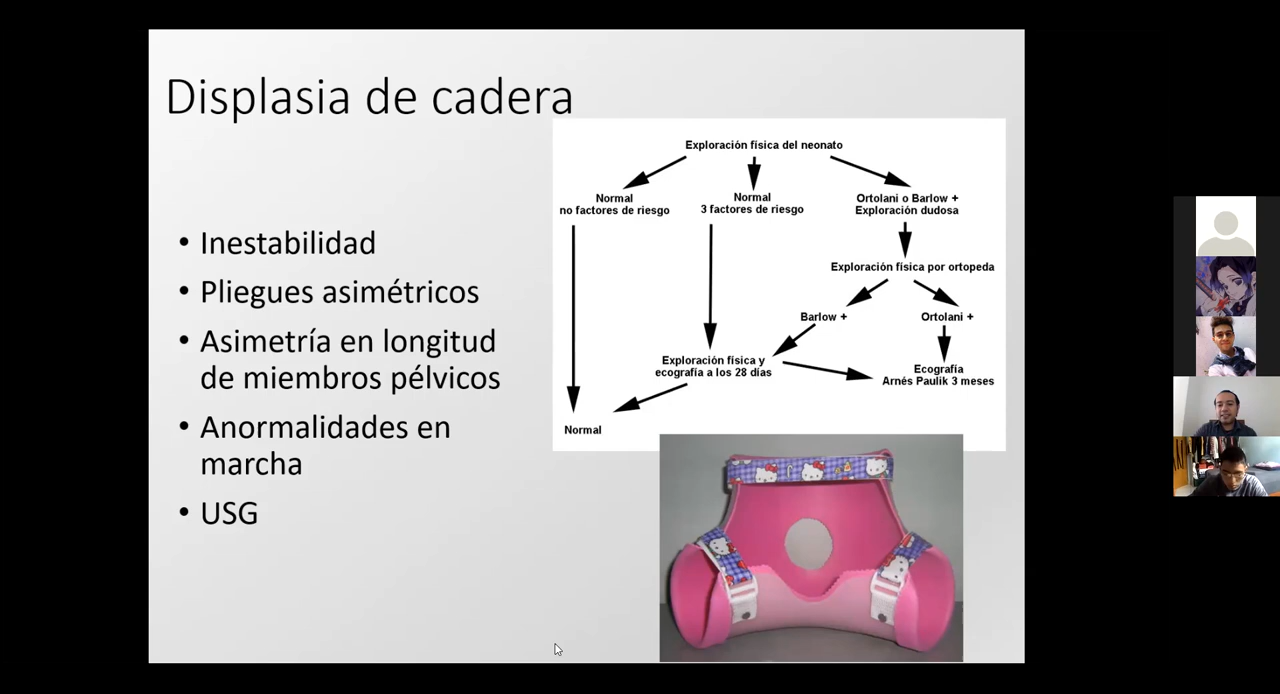 Displasia de cadera
• Inestabilidad
• Pliegues asimétricos
• Asimetría en longitud
de miembros pélvicos
• Anormalidades en
marcha
• USG
Exploración física del neonato
Normal
no factores de riesgo
Normal
3 factores de riesgo
Ortolani o Barlow +
Exploración dudosa
Exploración física por ortopeda
Barlow +
Ortolani +
Exploración física y
ecografía a los 28 días
Ecografía
Arnés Paulik 3 meses
Normal